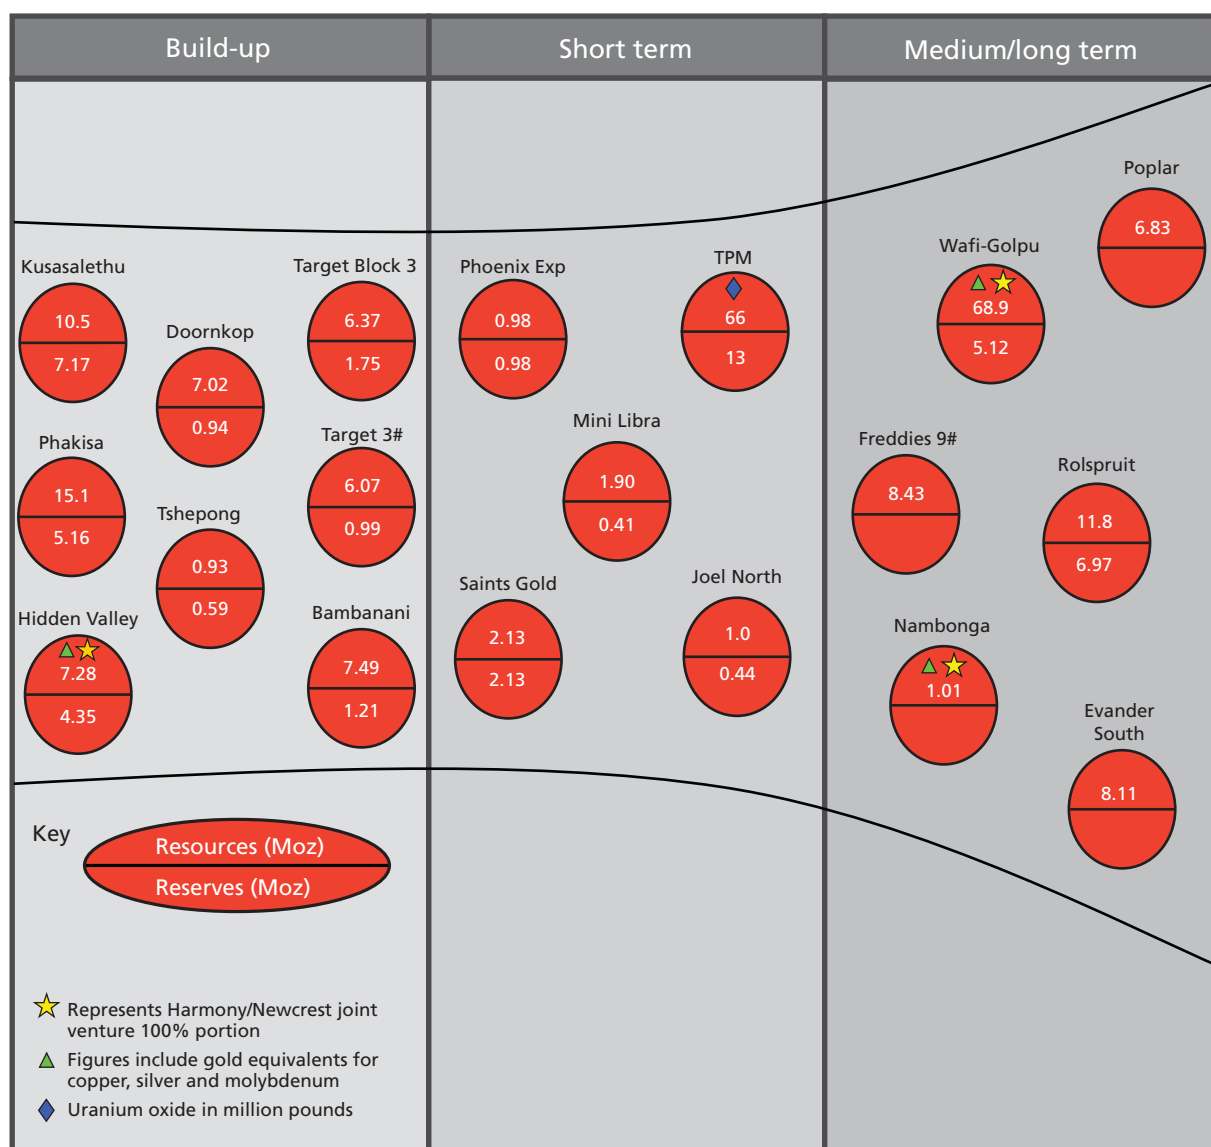 Build-up
Short term
Medium/long term
Kusasalethu
10.5
7.17
Target Block 3
6.37
1.75
Doornkop
7.02
0.94
Phakisa
15.1
5.16
Target 3#
6.07
0.99
Tshepong
0.93
0.59
Hidden Valley
7.28
4.35
Bambanani
7.49
1.21
Phoenix Exp
0.98
0.98
TPM
66
13
Mini Libra
1.90
0.41
Saints Gold
2.13
2.13
Joel North
1.0
0.44
Poplar
6.83
Wafi-Golpu
68.9
5.12
Freddies 9#
8.43
Rolspruit
11.8
6.97
Nambonga
1.01
Evander
South
8.11
Key
Resources (Moz)
Reserves (Moz)
Represents Harmony/Newcrest joint
venture 100% portion
Figures include gold equivalents for
copper, silver and molybdenum
Uranium oxide in million pounds